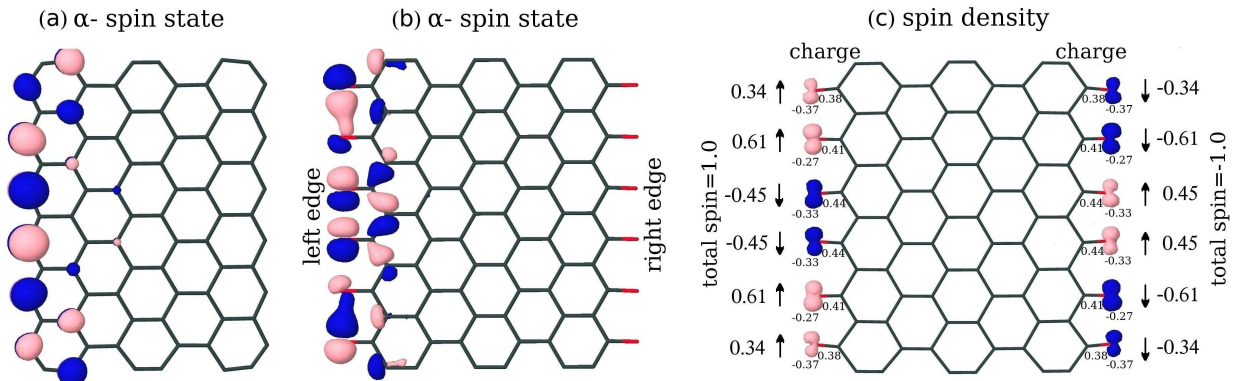 (a) α- spin state
(b) α- spin state
(c) spin density
left edge
right edge
charge
charge
total spin=1.0
total spin=-1.0
0.34 ↑ -0.37 0.38
0.38 -0.37 ↓ -0.34
0.61 ↑ -0.27 0.41
0.41 -0.27 ↓ -0.61
-0.45 ↓ -0.33 0.44
0.44 -0.33 ↑ 0.45
-0.45 ↓ -0.33 0.44
0.44 -0.33 ↑ 0.45
0.61 ↑ -0.27 0.41
0.41 -0.27 ↓ -0.61
0.34 ↑ -0.37 0.38
0.38 -0.37 ↓ -0.34